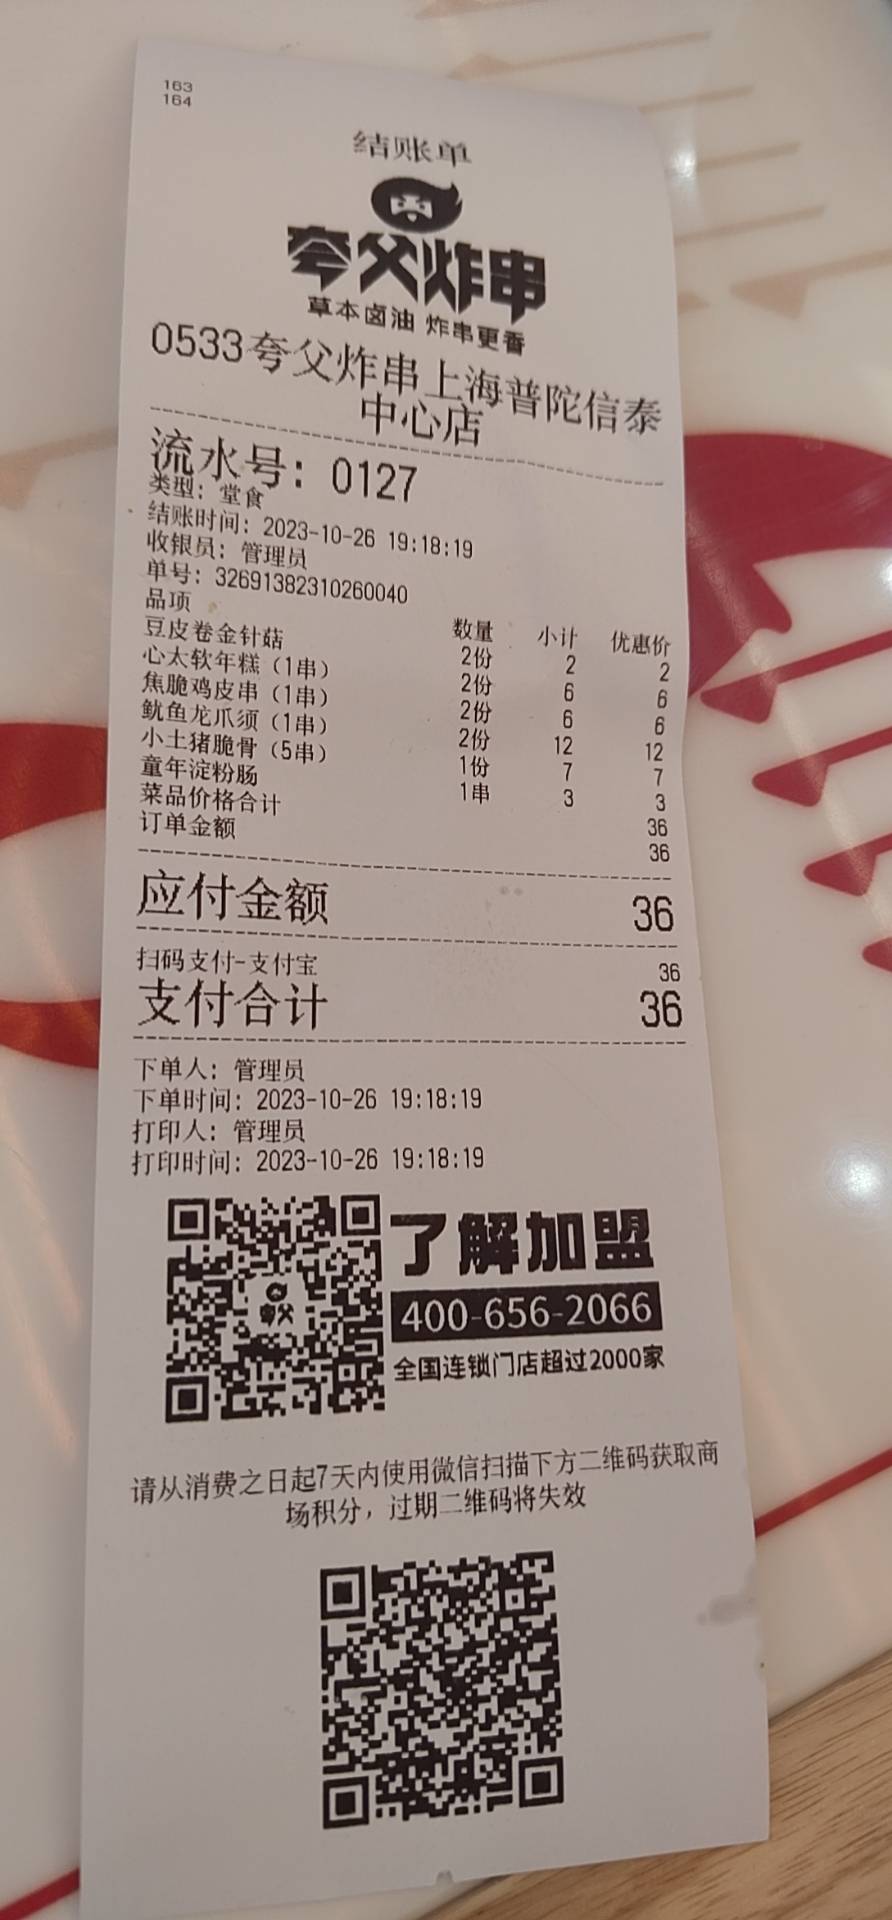 163
164
结账单
夸父炸串
草本卤油 炸串更香
0533夸父炸串上海普陀信泰
中心店
流水号: 0127
类型: 堂食
结账时间: 2023-10-26 19:18:19
收银员: 管理员
单号: 32691382310260040
品项 数量 小计 优惠价
豆皮卷金针菇 2份 2 2
心太软年糕（1串） 2份 6 6
焦脆鸡皮串（1串） 2份 6 6
鱿鱼龙爪须（1串） 2份 12 12
小土猪脆骨（5串） 1份 7 7
童年淀粉肠 1串 3 3
菜品价格合计 36
订单金额 36
应付金额 36
扫码支付-支付宝 36
支付合计 36
下单人: 管理员
下单时间: 2023-10-26 19:18:19
打印人: 管理员
打印时间: 2023-10-26 19:18:19
夸父
了解加盟
400-656-2066
全国连锁门店超过2000家
请从消费之日起7天内使用微信扫描下方二维码获取商
场积分，过期二维码将失效